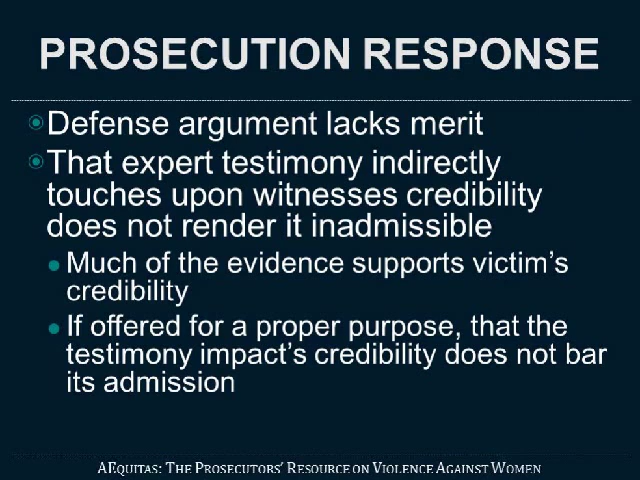 PROSECUTION RESPONSE
Defense argument lacks merit
That expert testimony indirectly
touches upon witnesses credibility
does not render it inadmissible
Much of the evidence supports victim's
credibility
If offered for a proper purpose, that the
testimony impact's credibility does not bar
its admission
AEQUITAS: THE PROSECUTORS' RESOURCE ON VIOLENCE AGAINST WOMEN